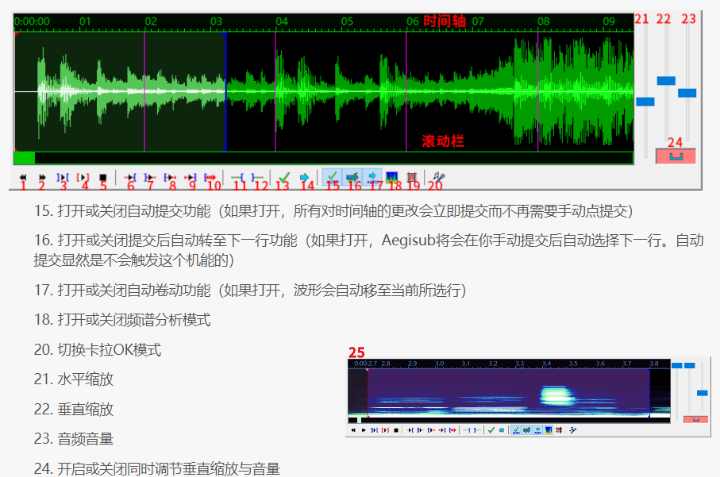 0:00:00 01 02 03 04 05 06 时间轴 07 08 09 21 22 23
滚动栏 24
1 2 3 4 5 6 7 8 9 10 11 12 13 14 15 16 17 18 19 20
15. 打开或关闭自动提交功能（如果打开，所有对时间轴的更改会立即提交而不再需要手动点提交）
16. 打开或关闭提交后自动转至下一行功能（如果打开，Aegisub将会在你手动提交后自动选择下一行。自动
提交显然是不会触发这个机能的）
17. 打开或关闭自动卷动功能（如果打开，波形会自动移至当前所选行）
18. 打开或关闭频谱分析模式
20. 切换卡拉OK模式
25
0:00:2.7 2.8 2.9 3.0 3.1 3.2 3.3 3.4 3.5 3.6 3.7 3.8
21. 水平缩放
22. 垂直缩放
23. 音频音量
24. 开启或关闭同时调节垂直缩放与音量